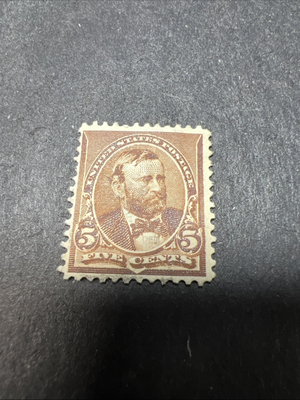 UNITED STATES POSTAGE
5 5
FIVE CENTS